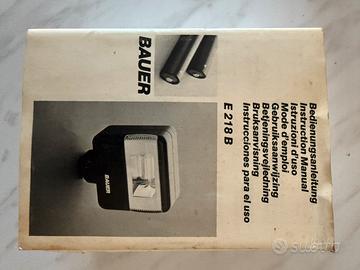 BAUER
E 218 B
Bedienungsanleitung
Instruction Manual
Istruzioni d'uso
Mode d'emploi
Gebruiksaanwijzing
Betjeningsvejledning
Bruksanvisning
Instrucciones para el uso
BAUER
SUBITO